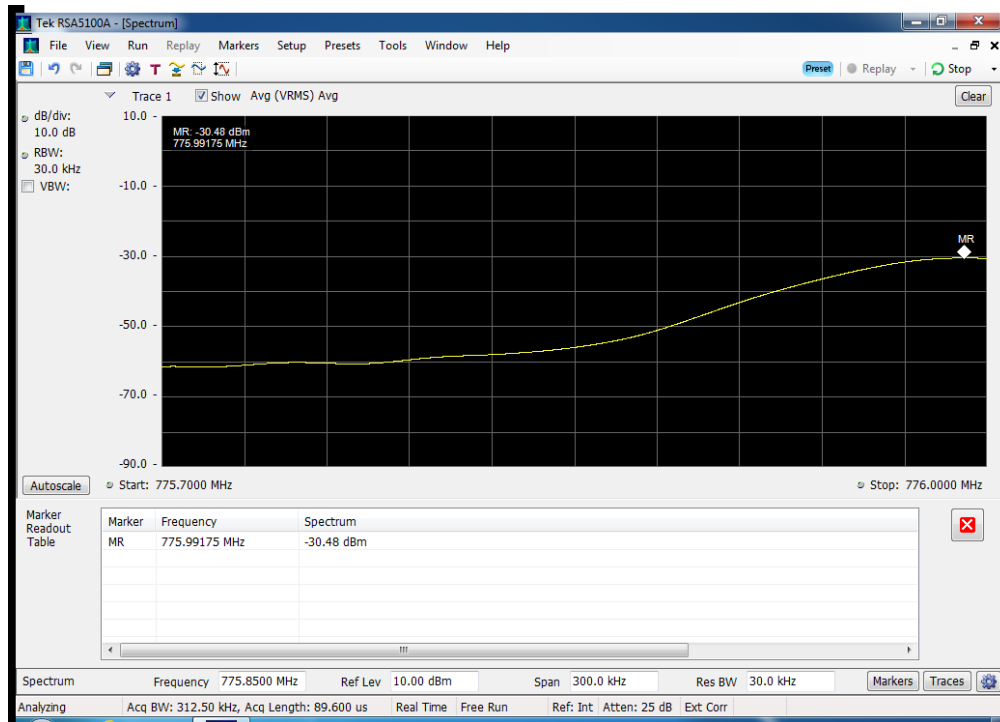 Tek RSA5100A - [Spectrum]
File View Run Replay Markers Setup Presets Tools Window Help
T Preset Replay Stop
Trace 1 Show Avg (VRMS) Avg Clear
dB/div:
10.0 dB
RBW:
30.0 kHz
VBW:
10.0
MR: -30.48 dBm
775.99175 MHz
-10.0
-30.0
MR
-50.0
-70.0
-90.0
Autoscale Start: 775.7000 MHz Stop: 776.0000 MHz
Marker
Readout
Table
Marker Frequency Spectrum
MR 775.99175 MHz -30.48 dBm
Spectrum Frequency 775.8500 MHz Ref Lev 10.00 dBm Span 300.0 kHz Res BW 30.0 kHz Markers Traces
Analyzing Acq BW: 312.50 kHz, Acq Length: 89.600 us Real Time Free Run Ref: Int Atten: 25 dB Ext Corr